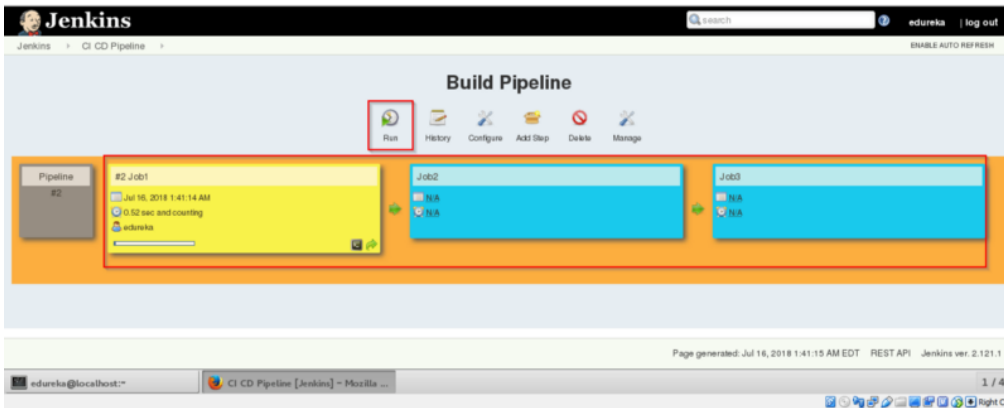 Jenkins
search
edureka | log out
Jenkins CI CD Pipeline
ENABLE AUTO REFRESH
Build Pipeline
Run History Configure Add Step Delete Manage
Pipeline
#2
#2 Job1
Jul 16, 2018 1:41:14 AM
0.52 sec and counting
edureka
Job2
N/A
N/A
Job3
N/A
N/A
Page generated: Jul 16, 2018 1:41:15 AM EDT REST API Jenkins ver. 2.121.1
edureka@localhost:~
CI CD Pipeline [Jenkins] - Mozilla ...
1 / 4
Right C